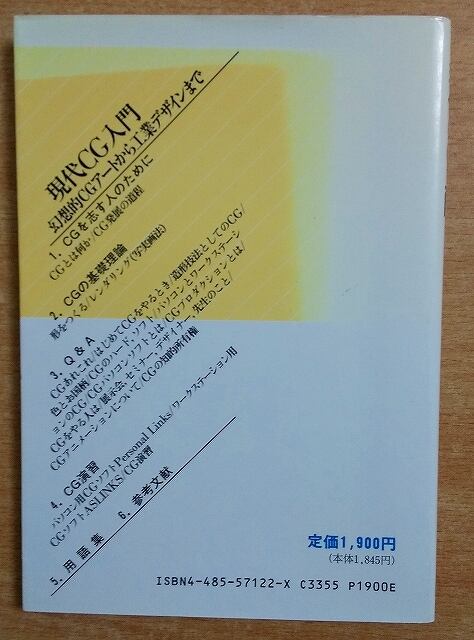 現代CG入門
幻想的CGアートから工業デザインまで
1. CGを志す人のために
CGとは何か/CG発展の道程
2. CGの基礎理論
形をつくる/レンダリング(写実画法)
3. Q & A
CGあれこれ/はじめてCGをやるとき/造形技法としてのCG/
色とお国柄/CGのハード、ソフト/パソコンとワークステーシ
ョンのCG/CGパソコンソフトとは/CGプロダクションとは/
CGをやる人は/展示会、セミナー、デザイナー、先生のこと/
CGアニメーションについて/CGの知的所有権
4. CG演習
パソコン用CGソフトPersonal Links/ワークステーション用
CGソフトASLINKS/CG演習
5. 用語集 6. 参考文献
定価1,900円
(本体1,845円)
ISBN4-485-57122-X C3355 P1900E